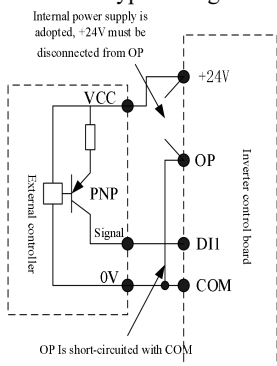 Internal power supply is
adopted, +24V must be
disconnected from OP
VCC
+24V
OP
PNP
External controller
Inverter control board
Signal
DI1
0V
COM
OP Is short-circuited with COM